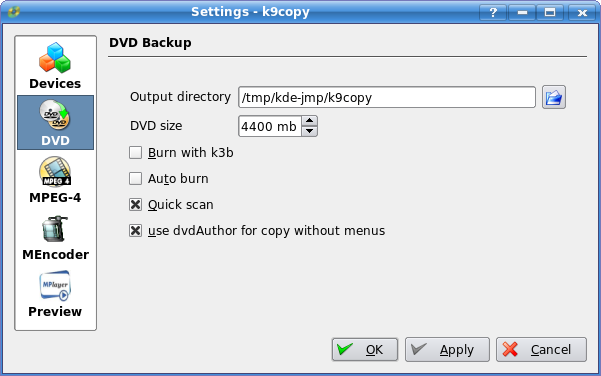 Settings - k9copy
?
Devices
DVD
MPEG-4
MEncoder
MPlayer
Preview
DVD Backup
Output directory /tmp/kde-jmp/k9copy
DVD size 4400 mb
Burn with k3b
Auto burn
Quick scan
use dvdAuthor for copy without menus
OK Apply Cancel